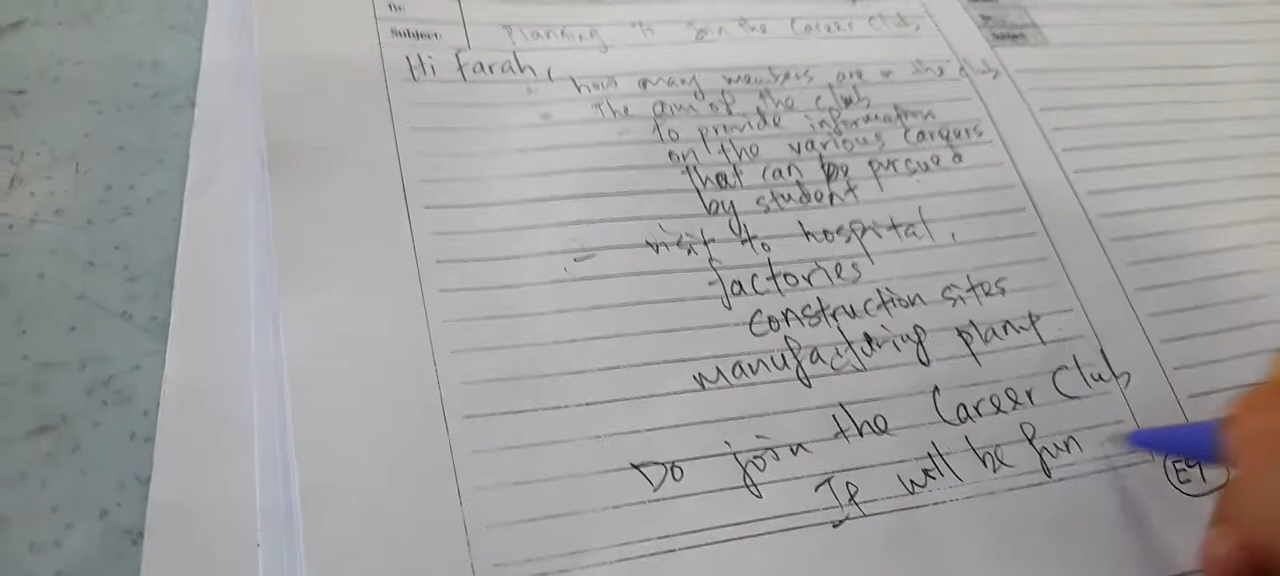 To:
Subject: Planning to join the Career Club.
Hi Farah,
how many members are in the club
- The aim of the club
to provide information
on the various careers
that can be pursued
by student
- visit to hospital,
factories
construction sites
manufacturing plant
Do join the Career Club
It will be fun
E9